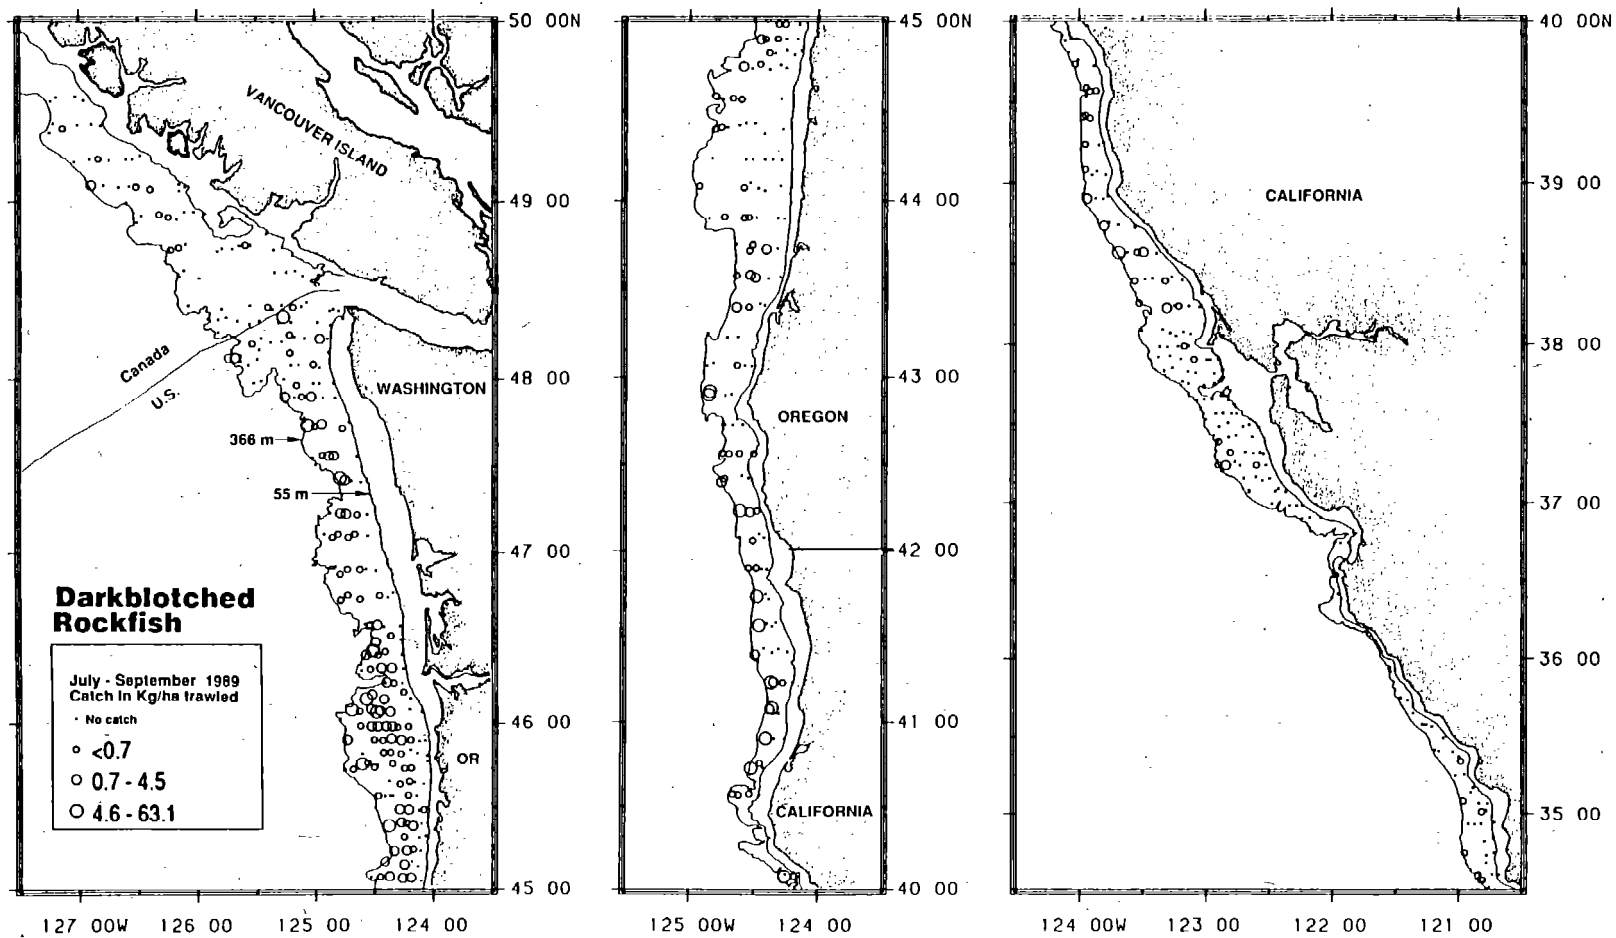 50 00N
49 00
48 00
47 00
46 00
45 00
VANCOUVER ISLAND
Canada
U.S.
WASHINGTON
366 m
55 m
OR
Darkblotched
Rockfish
July - September 1989
Catch in Kg/ha trawled
No catch
<0.7
0.7 - 4.5
4.6 - 63.1
127 00W 126 00 125 00 124 00
45 00N
44 00
43 00
42 00
41 00
40 00
OREGON
CALIFORNIA
125 00W 124 00
40 00N
39 00
38 00
37 00
36 00
35 00
CALIFORNIA
124 00W 123 00 122 00 121 00